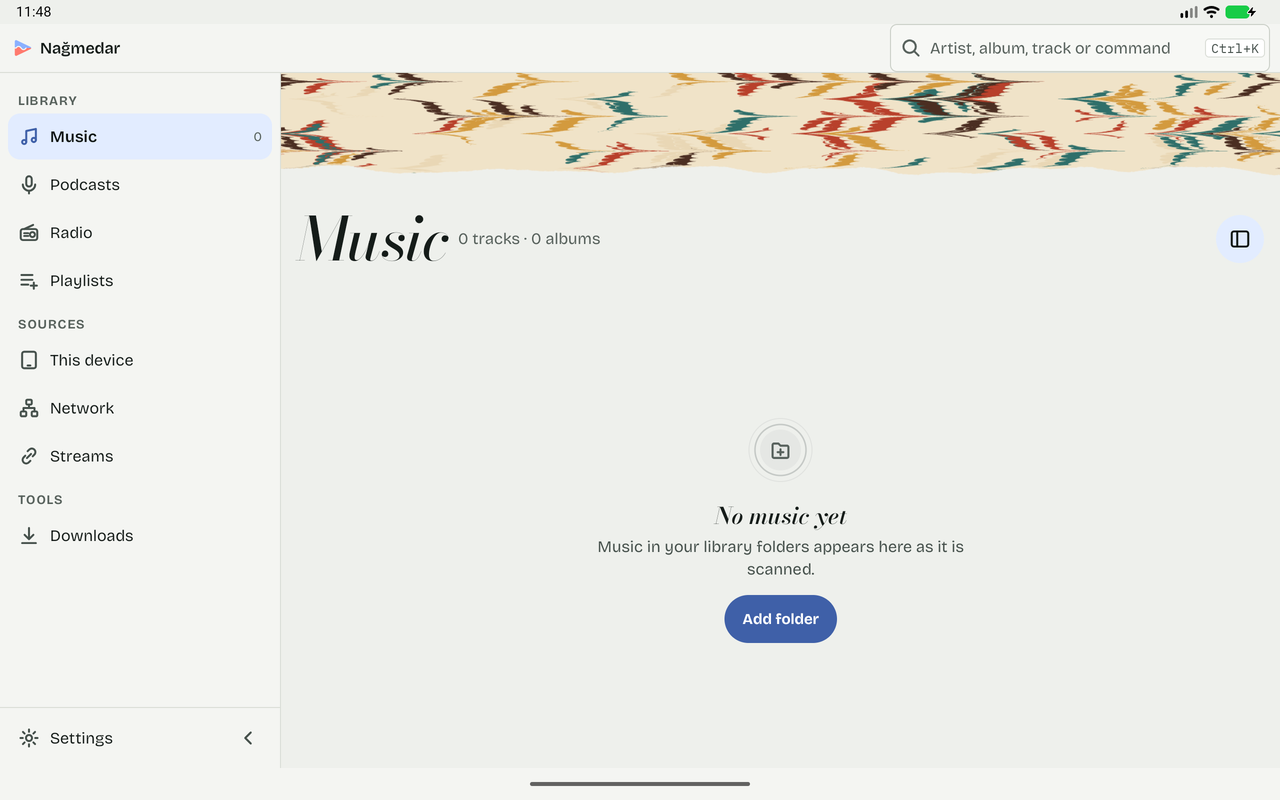 11:48
Nağmedar
Artist, album, track or command
Ctrl+K
LIBRARY
Music
0
Podcasts
Radio
Playlists
SOURCES
This device
Network
Streams
TOOLS
Downloads
Settings
Music
0 tracks · 0 albums
No music yet
Music in your library folders appears here as it is
scanned.
Add folder